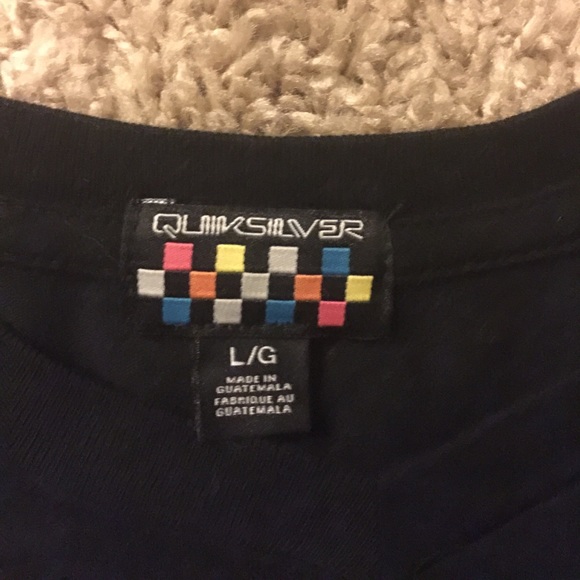 QUIKSILVER
L/G
MADE IN
GUATEMALA
FABRIQUE AU
GUATEMALA